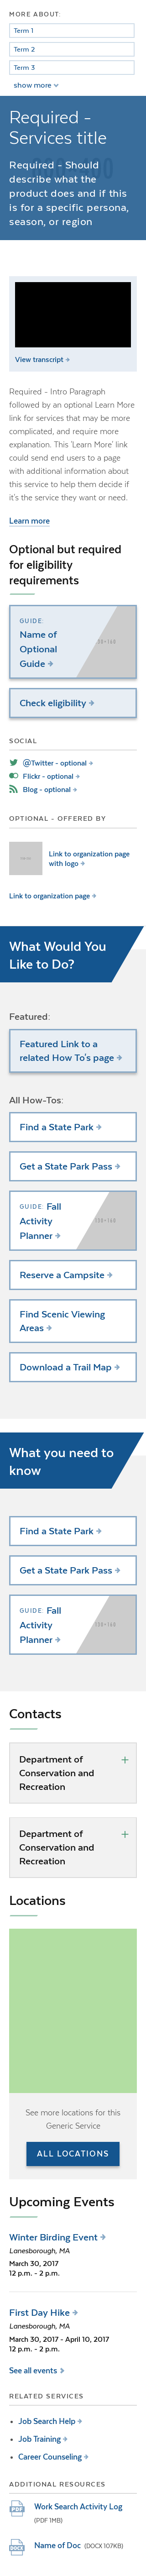 MORE ABOUT:
Term 1
Term 2
Term 3
show more
Required -
Services title
Required - Should
describe what the
product does and if this
is for a specific persona,
season, or region
View transcript
Required - Intro Paragraph
followed by an optional Learn More
link for services that may be more
complicated, and require more
explanation. This 'Learn More' link
could send end users to a page
with additional information about
this service to help them decide if
it's the service they want or need.
Learn more
Optional but required
for eligibility
requirements
GUIDE:
Name of
Optional
Guide
Check eligibility
SOCIAL
@Twitter - optional
Flickr - optional
Blog - optional
OPTIONAL - OFFERED BY
Link to organization page
with logo
Link to organization page
What Would You
Like to Do?
Featured:
Featured Link to a
related How To's page
All How-Tos:
Find a State Park
Get a State Park Pass
GUIDE: Fall
Activity
Planner
Reserve a Campsite
Find Scenic Viewing
Areas
Download a Trail Map
What you need to
know
Find a State Park
Get a State Park Pass
GUIDE: Fall
Activity
Planner
Contacts
Department of
Conservation and
Recreation
Department of
Conservation and
Recreation
Locations
See more locations for this
Generic Service
ALL LOCATIONS
Upcoming Events
Winter Birding Event
Lanesborough, MA
March 30, 2017
12 p.m. - 2 p.m.
First Day Hike
Lanesborough, MA
March 30, 2017 - April 10, 2017
12 p.m. - 2 p.m.
See all events
RELATED SERVICES
Job Search Help
Job Training
Career Counseling
ADDITIONAL RESOURCES
PDF Work Search Activity Log
(PDF 1MB)
DOCX Name of Doc (DOCX 107KB)